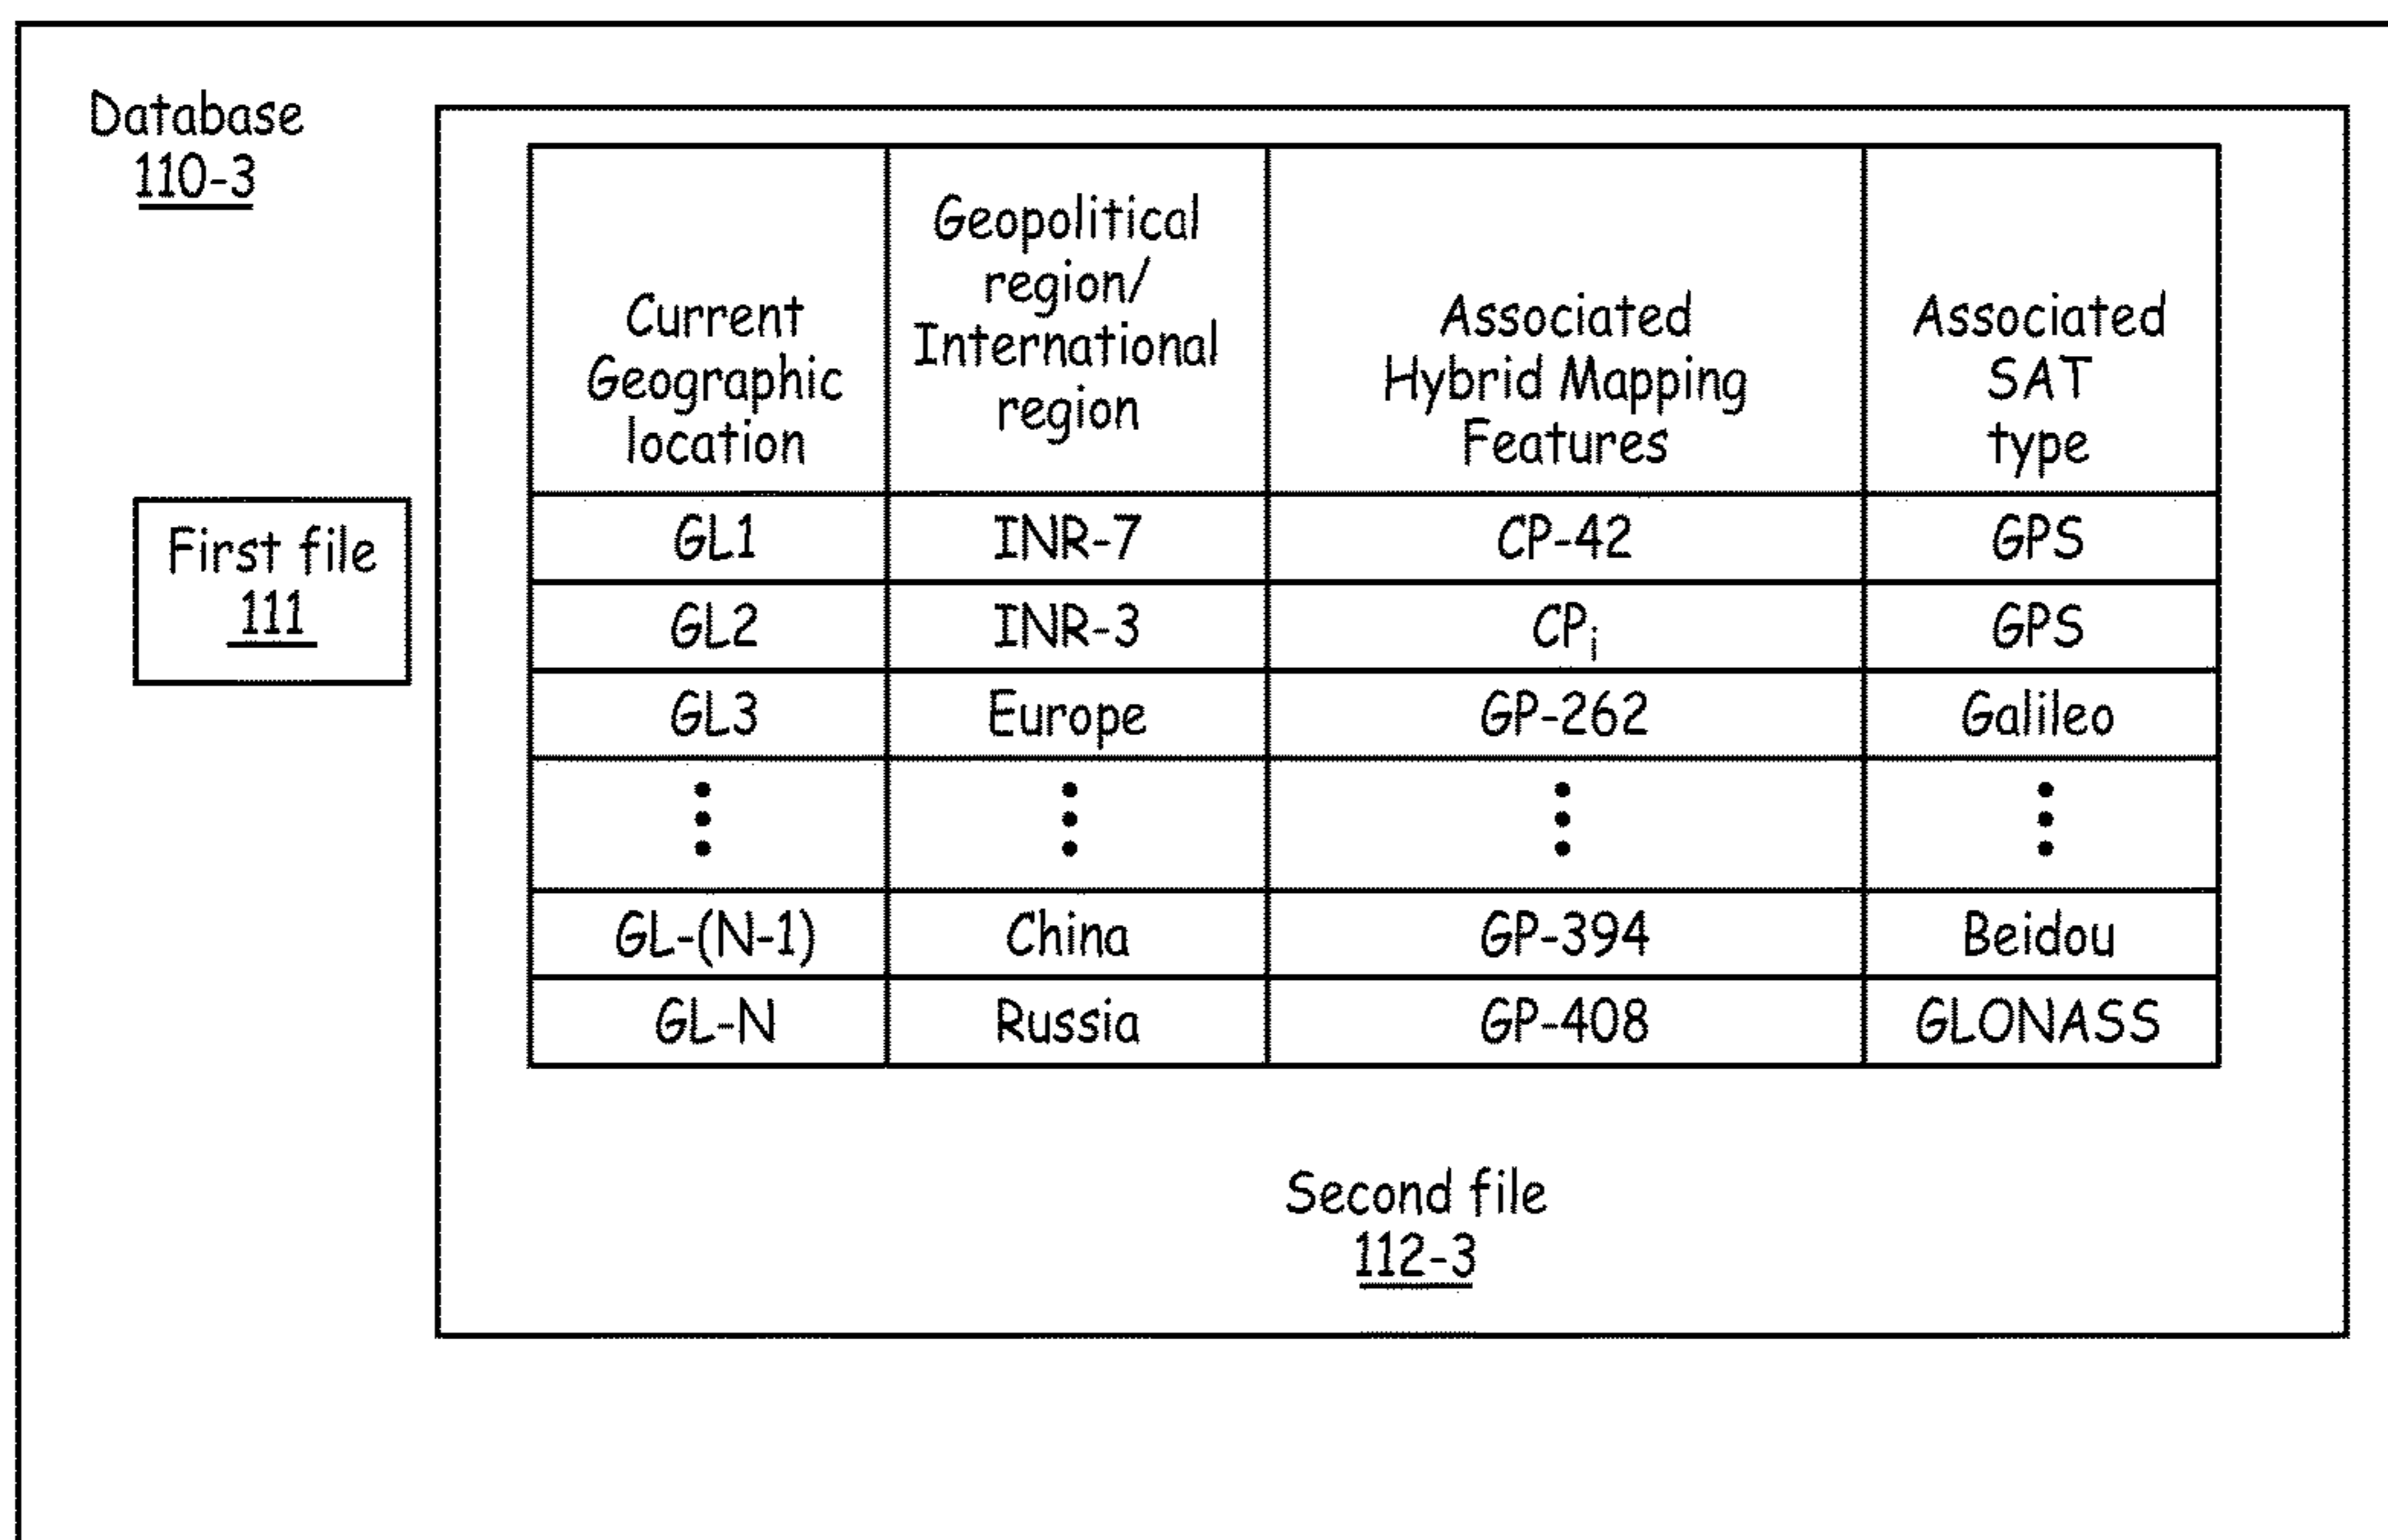 Database
110-3
First file
111
Current
Geographic
location
Geopolitical
region/
International
region
Associated
Hybrid Mapping
Features
Associated
SAT
type
GL1 INR-7 CP-42 GPS
GL2 INR-3 CPi GPS
GL3 Europe GP-262 Galileo
GL-(N-1) China GP-394 Beidou
GL-N Russia GP-408 GLONASS
Second file
112-3